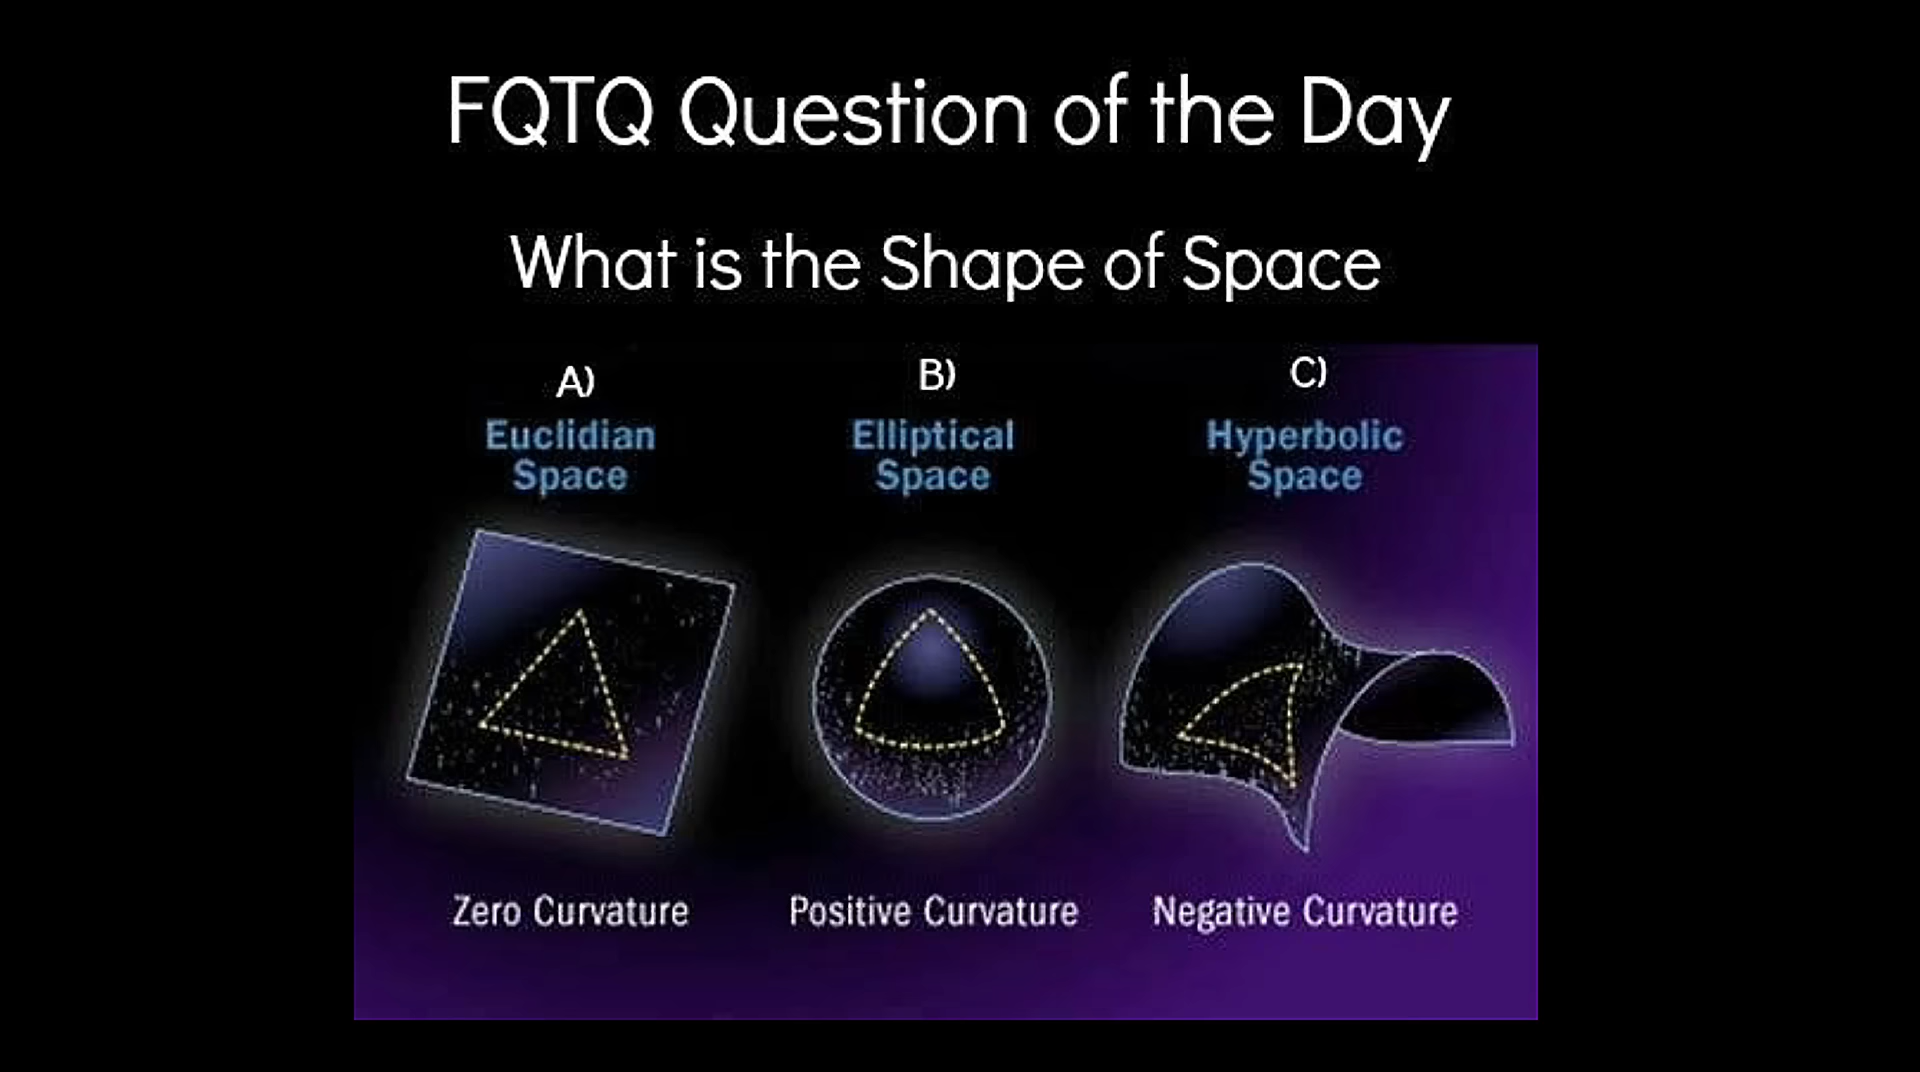 FQTQ Question of the Day
What is the Shape of Space
A)
Euclidian
Space
Zero Curvature
B)
Elliptical
Space
Positive Curvature
C)
Hyperbolic
Space
Negative Curvature